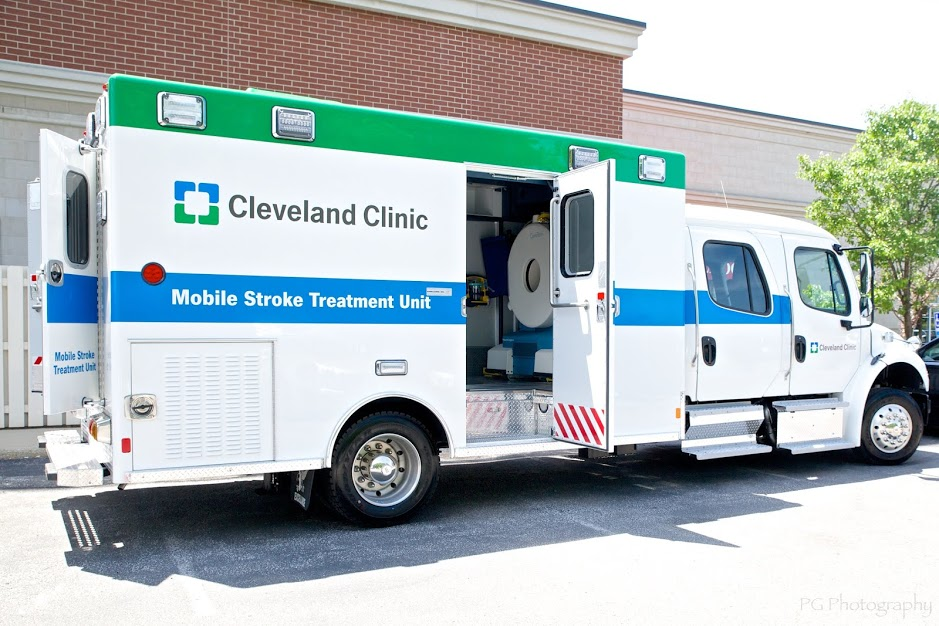 Cleveland Clinic
Mobile Stroke Treatment Unit
Mobile Stroke
Treatment Unit
Cleveland Clinic
PG Photography